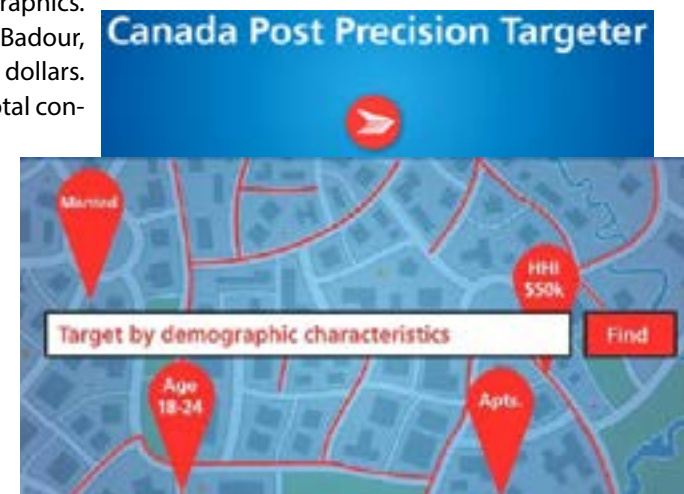 raphics.
Badour,
dollars.
otal con-
Canada Post Precision Targeter
Married
HHI
$50k
Target by demographic characteristics
Find
Age
18-24
Apts.